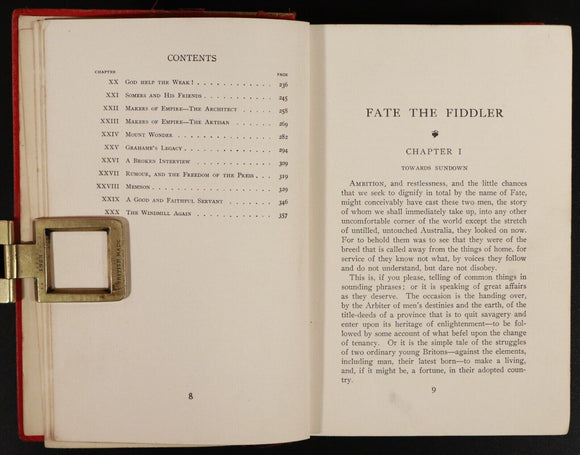 CONTENTS
CHAPTER PAGE
XX God help the Weak! . . . . . . . . . . . 236
XXI Somers and His Friends . . . . . . . . . . 245
XXII Makers of Empire—The Architect . . . . . . 258
XXIII Makers of Empire—The Artisan . . . . . . . 269
XXIV Mount Wonder . . . . . . . . . . . . . 282
XXV Grahame's Legacy . . . . . . . . . . . . 294
XXVI A Broken Interview . . . . . . . . . . . 309
XXVII Rumour, and the Freedom of the Press . . . 319
XXVIII Memson . . . . . . . . . . . . . . . 329
XXIX A Good and Faithful Servant . . . . . . . 346
XXX The Windmill Again . . . . . . . . . . . 357
8
FATE THE FIDDLER
CHAPTER I
TOWARDS SUNDOWN
Ambition, and restlessness, and the little chances
that we seek to dignify in total by the name of Fate,
might conceivably have cast these two men, the story
of whom we shall immediately take up, into any other
uncomfortable corner of the world except the stretch
of untilled, untouched Australia, they looked on now.
For to behold them was to see that they were of the
breed that is called away from the things of home, for
service of they know not what, by voices they follow
and do not understand, but dare not disobey.
This is, if you please, telling of common things in
sounding phrases; or it is speaking of great affairs
as they deserve. The occasion is the handing over,
by the Arbiter of men's destinies and the earth, of the
title-deeds of a province that is to quit savagery and
enter upon its heritage of enlightenment—to be fol-
lowed by some account of what befel upon the change
of tenancy. Or it is the simple tale of the struggles
of two ordinary young Britons—against the elements,
including man, their latest born—to make a living,
and, if it might be, a fortune, in their adopted coun-
try.
9